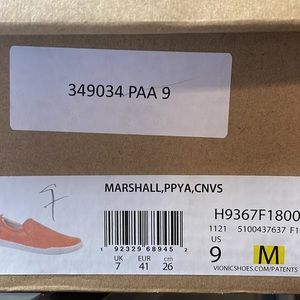 349034 PAA 9
MARSHALL,PPYA,CNVS
H9367F1800
1 92329 68945 2
1121 5100437637 F1
UK EUR cm
7 41 26
US
9 M
VIONICSHOES.COM/PATENTS